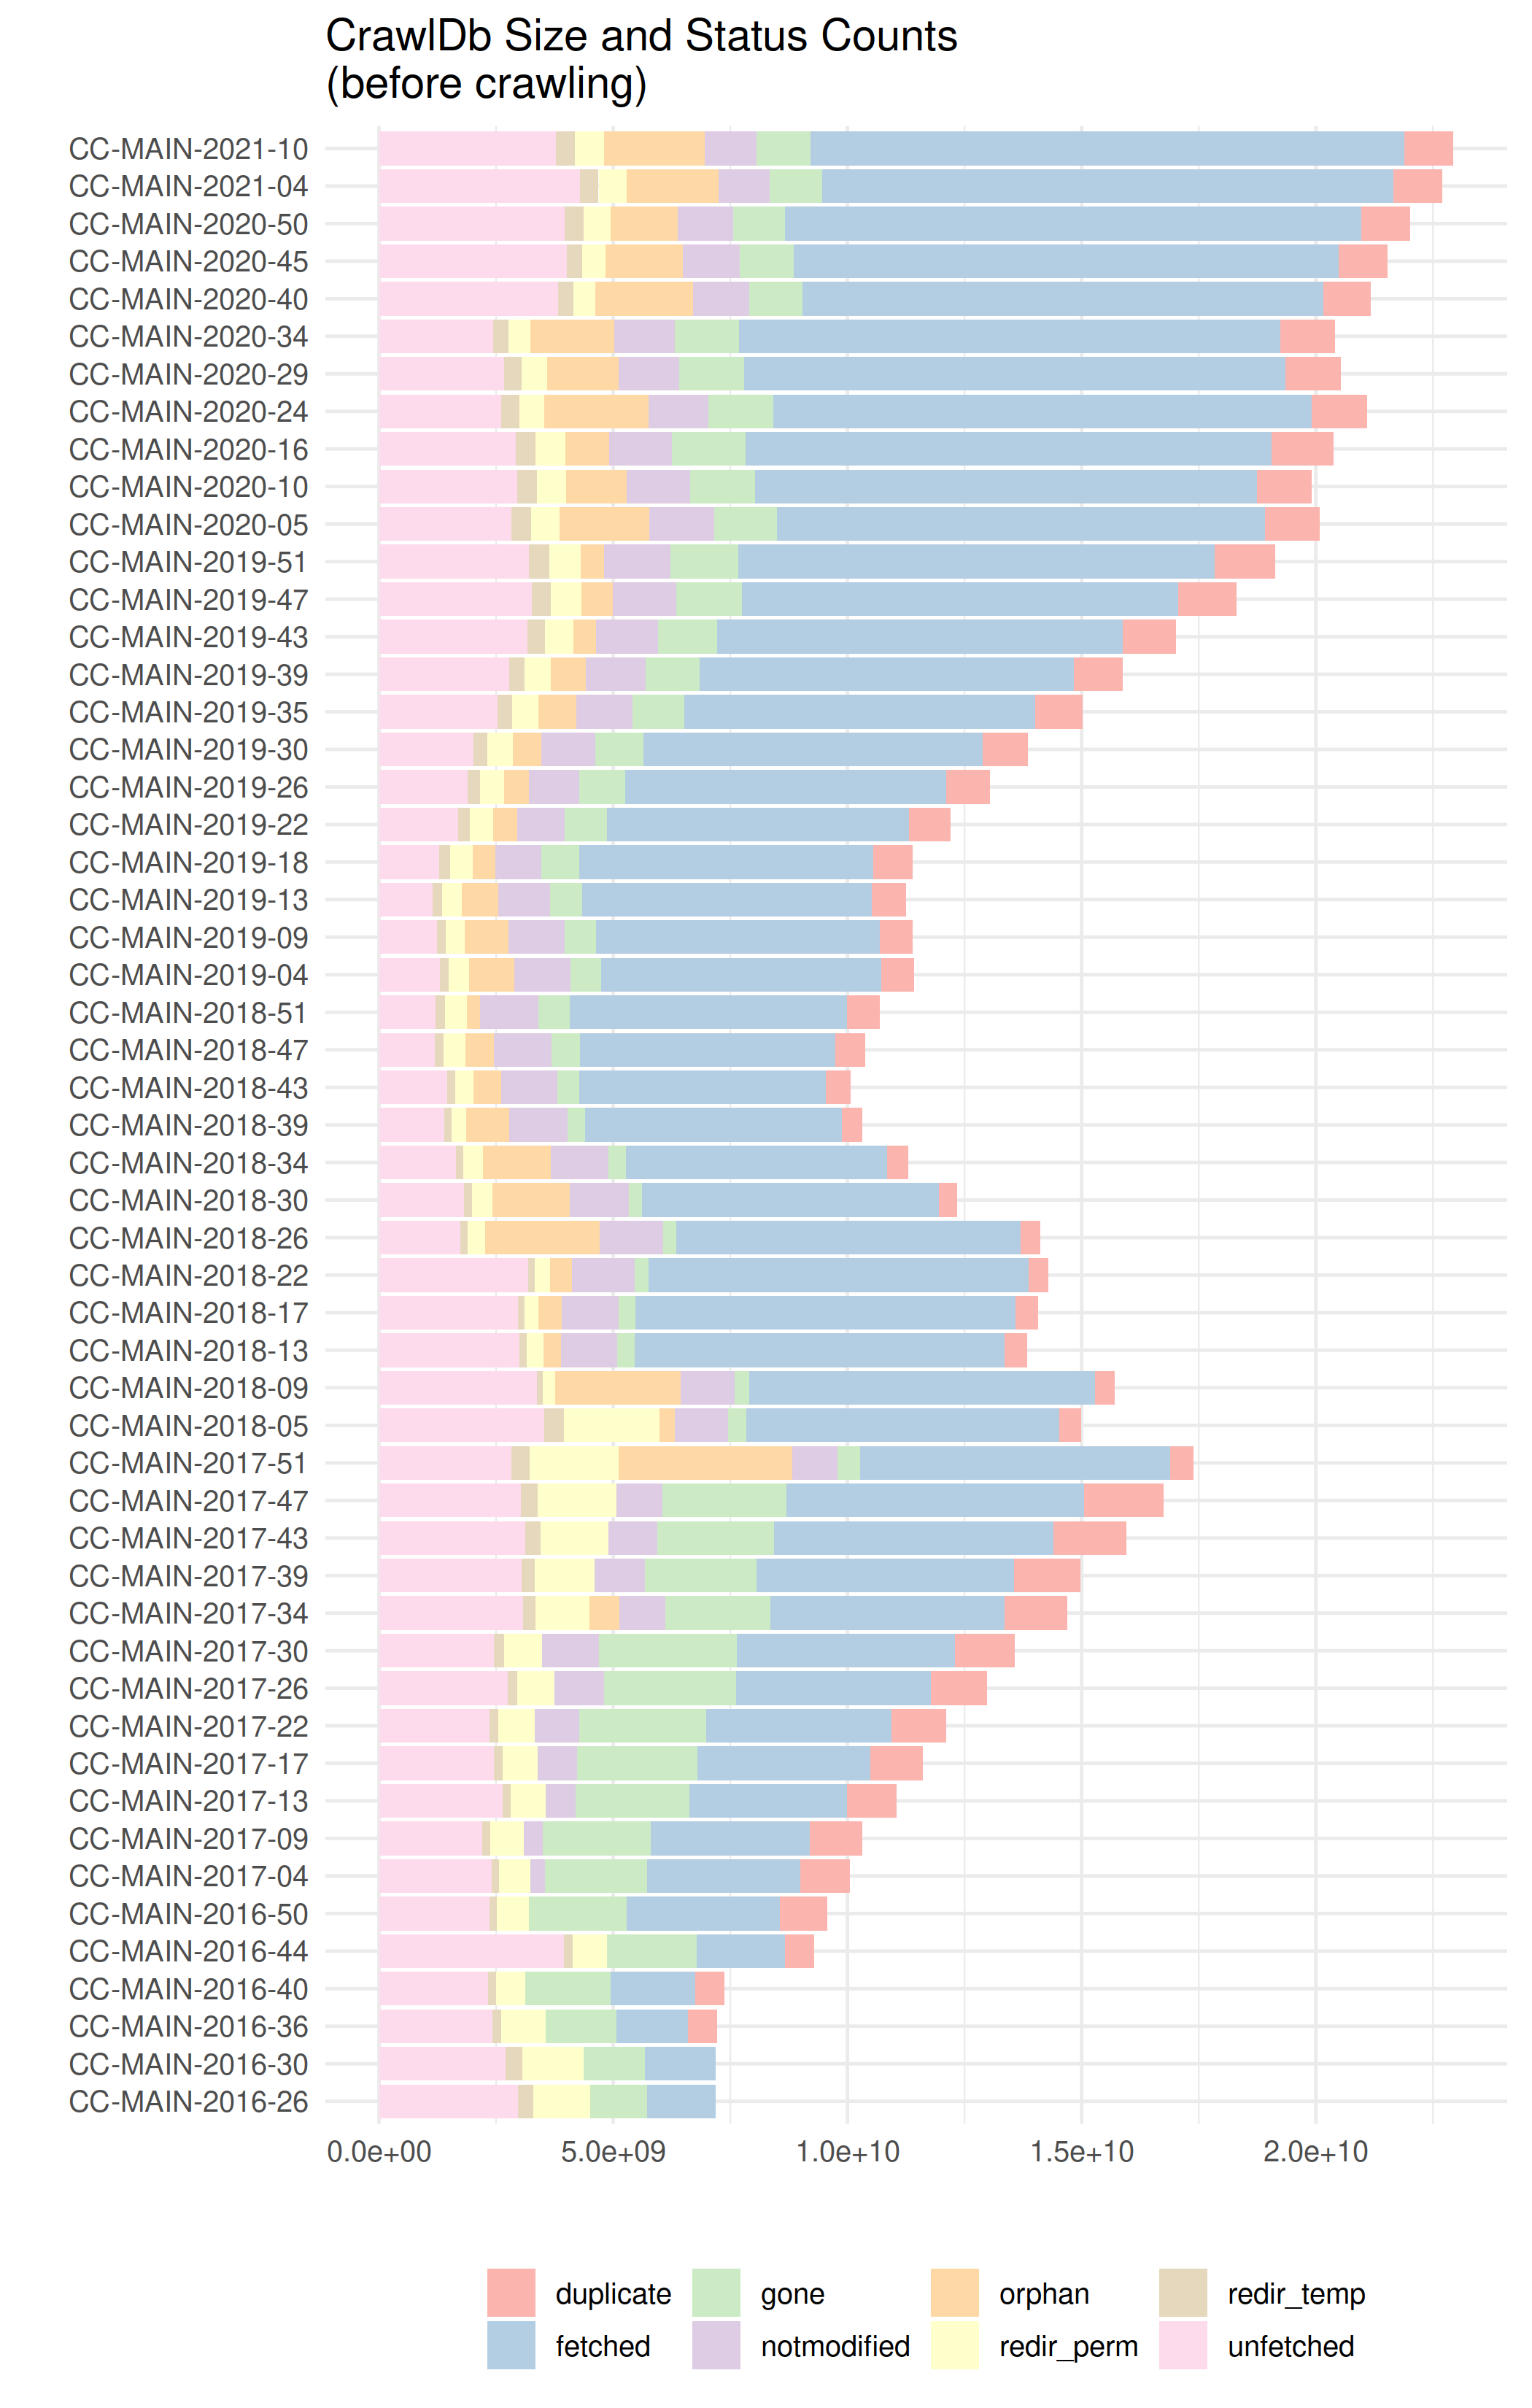 CrawlDb Size and Status Counts
(before crawling)
CC-MAIN-2021-10
CC-MAIN-2021-04
CC-MAIN-2020-50
CC-MAIN-2020-45
CC-MAIN-2020-40
CC-MAIN-2020-34
CC-MAIN-2020-29
CC-MAIN-2020-24
CC-MAIN-2020-16
CC-MAIN-2020-10
CC-MAIN-2020-05
CC-MAIN-2019-51
CC-MAIN-2019-47
CC-MAIN-2019-43
CC-MAIN-2019-39
CC-MAIN-2019-35
CC-MAIN-2019-30
CC-MAIN-2019-26
CC-MAIN-2019-22
CC-MAIN-2019-18
CC-MAIN-2019-13
CC-MAIN-2019-09
CC-MAIN-2019-04
CC-MAIN-2018-51
CC-MAIN-2018-47
CC-MAIN-2018-43
CC-MAIN-2018-39
CC-MAIN-2018-34
CC-MAIN-2018-30
CC-MAIN-2018-26
CC-MAIN-2018-22
CC-MAIN-2018-17
CC-MAIN-2018-13
CC-MAIN-2018-09
CC-MAIN-2018-05
CC-MAIN-2017-51
CC-MAIN-2017-47
CC-MAIN-2017-43
CC-MAIN-2017-39
CC-MAIN-2017-34
CC-MAIN-2017-30
CC-MAIN-2017-26
CC-MAIN-2017-22
CC-MAIN-2017-17
CC-MAIN-2017-13
CC-MAIN-2017-09
CC-MAIN-2017-04
CC-MAIN-2016-50
CC-MAIN-2016-44
CC-MAIN-2016-40
CC-MAIN-2016-36
CC-MAIN-2016-30
CC-MAIN-2016-26
0.0e+00 5.0e+09 1.0e+10 1.5e+10 2.0e+10
duplicate gone orphan redir_temp
fetched notmodified redir_perm unfetched